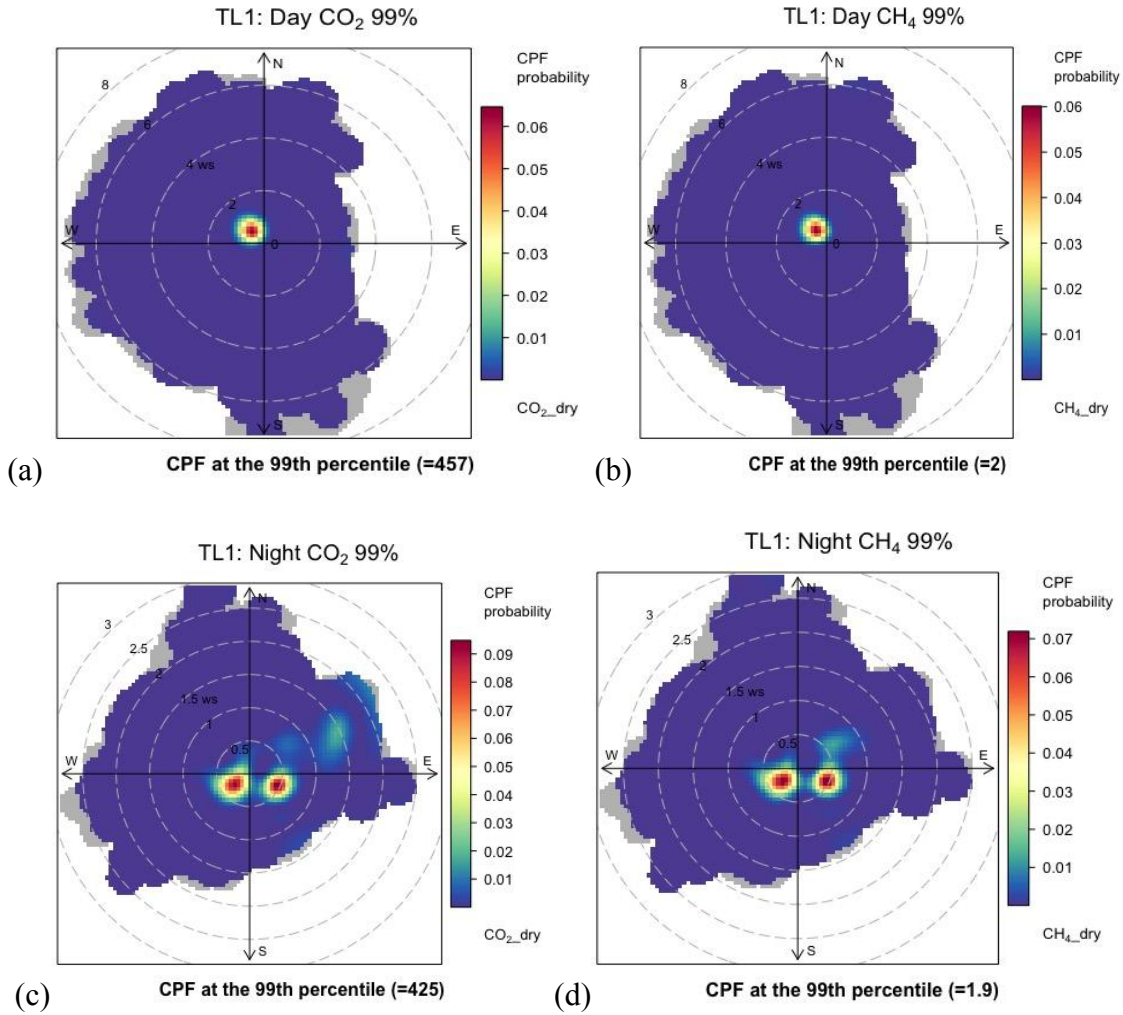 TL1: Day CO₂ 99%
N
8
6
4 ws
2
0
W
E
S
CPF
probability
0.06
0.05
0.04
0.03
0.02
0.01
CO₂_dry
(a)
CPF at the 99th percentile (=457)
TL1: Day CH₄ 99%
N
8
6
4 ws
2
0
W
E
S
CPF
probability
0.06
0.05
0.04
0.03
0.02
0.01
CH₄_dry
(b)
CPF at the 99th percentile (=2)
TL1: Night CO₂ 99%
N
3
2.5
2
1.5 ws
1
0.5
W
E
S
CPF
probability
0.09
0.08
0.07
0.06
0.05
0.04
0.03
0.02
0.01
CO₂_dry
(c)
CPF at the 99th percentile (=425)
TL1: Night CH₄ 99%
N
3
2.5
2
1.5 ws
1
0.5
W
E
S
CPF
probability
0.07
0.06
0.05
0.04
0.03
0.02
0.01
CH₄_dry
(d)
CPF at the 99th percentile (=1.9)